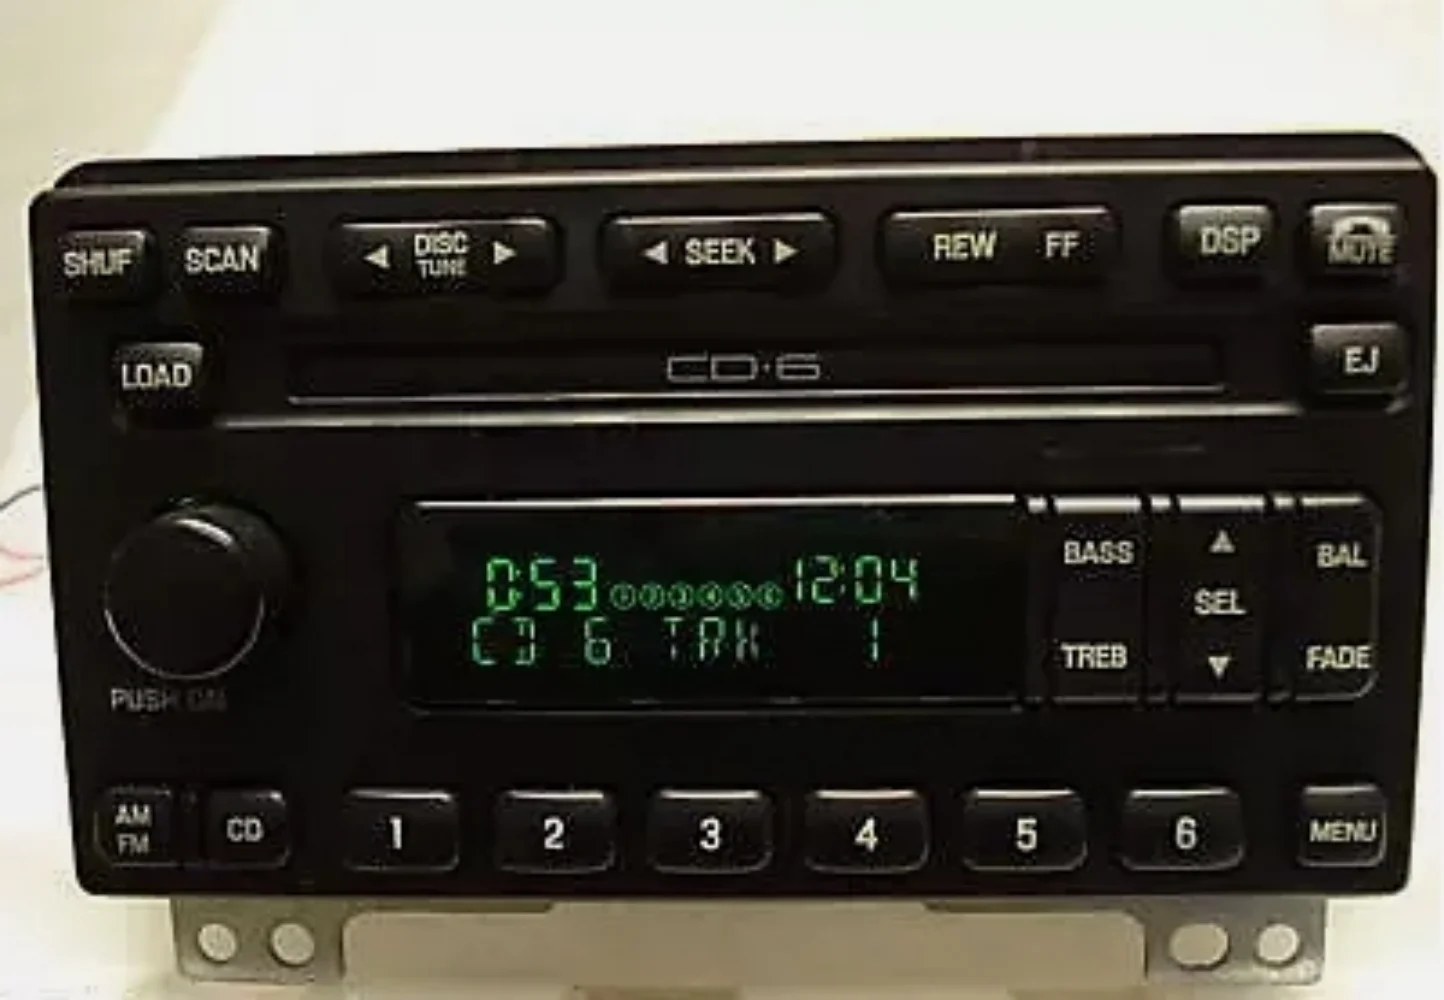 SHUF SCAN DISC TUNE SEEK REW FF DSP MUTE
LOAD CD·6 EJ
0:53 ①②③④⑤⑥ 12:04
CD 6 TRK 1
BASS SEL BAL
TREB FADE
PUSH
AM FM CD 1 2 3 4 5 6 MENU